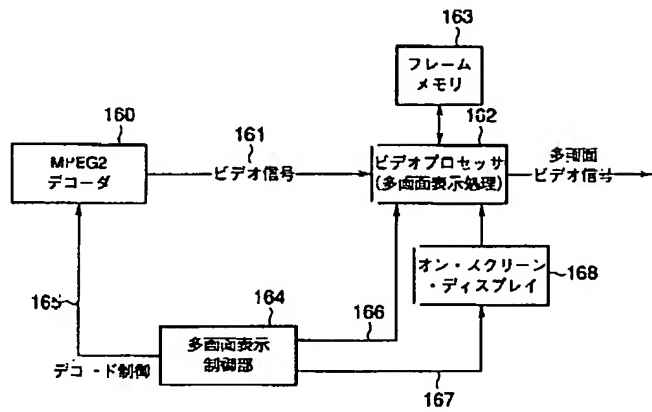 163
フレーム
メモリ
160
161
162
MPEG2
デコーダ
ビデオ信号
ビデオプロセッサ
(多画面表示処理)
多画面
ビデオ信号
オン・スクリーン
・ディスプレイ
168
165
164
166
多画面表示
制御部
デコード制御
167